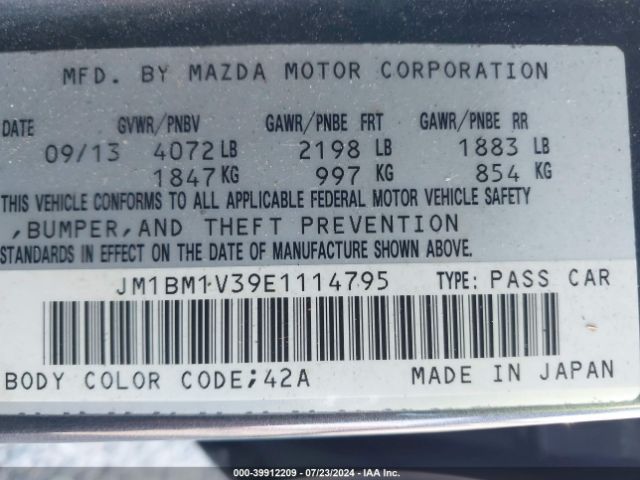 MFD. BY MAZDA MOTOR CORPORATION
DATE GVWR/PNBV GAWR/PNBE FRT GAWR/PNBE RR
09/13 4072 LB 2198 LB 1883 LB
1847 KG 997 KG 854 KG
THIS VEHICLE CONFORMS TO ALL APPLICABLE FEDERAL MOTOR VEHICLE SAFETY
,BUMPER,AND THEFT PREVENTION
STANDARDS IN EFFECT ON THE DATE OF MANUFACTURE SHOWN ABOVE.
JM1BM1V39E1114795 TYPE: PASS CAR
BODY COLOR CODE;42A MADE IN JAPAN
000-39912209 - 07/23/2024 - IAA Inc.